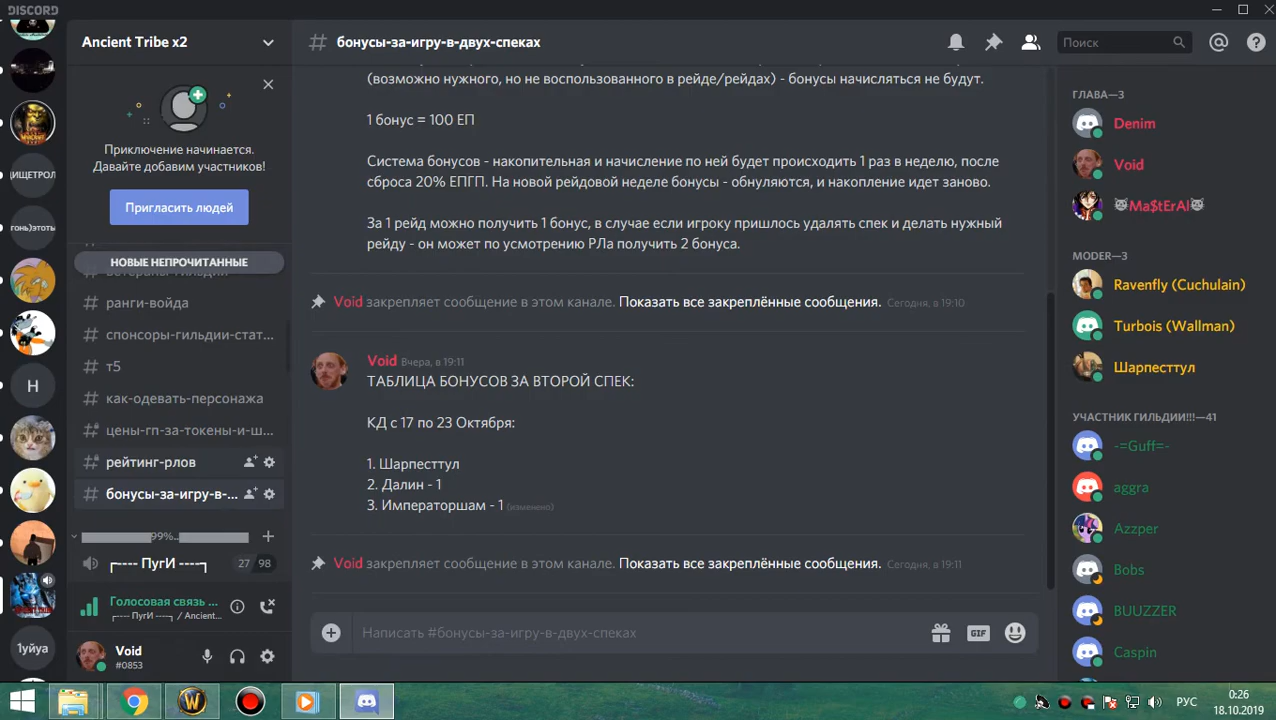 DISCORD
Ancient Tribe x2
Приключение начинается.
Давайте добавим участников!
Пригласить людей
НОВЫЕ НЕПРОЧИТАННЫЕ
ранги-войда
спонсоры-гильдии-стат...
т5
как-одевать-персонажа
цены-гп-за-токены-и-ш...
рейтинг-рлов
бонусы-за-игру-в-...
99%...
┌---- ПугИ ----┐
27 98
Голосовая связь ...
┌---- ПугИ ----┐ / Ancient...
Void
#0853
ИЩЕТРОЛ
гонь)этоть
Н
1уйуа
# бонусы-за-игру-в-двух-спеках
Поиск
(возможно нужного, но не воспользованного в рейде/рейдах) - бонусы начисляться не будут.
1 бонус = 100 ЕП
Система бонусов - накопительная и начисление по ней будет происходить 1 раз в неделю, после
сброса 20% ЕПГП. На новой рейдовой неделе бонусы - обнуляются, и накопление идет заново.
За 1 рейд можно получить 1 бонус, в случае если игроку пришлось удалять спек и делать нужный
рейду - он может по усмотрению РЛа получить 2 бонуса.
Void закрепляет сообщение в этом канале. Показать все закреплённые сообщения. Сегодня, в 19:10
Void Вчера, в 19:11
ТАБЛИЦА БОНУСОВ ЗА ВТОРОЙ СПЕК:
КД с 17 по 23 Октября:
1. Шарпесттул
2. Далин - 1
3. Императоршам - 1 (изменено)
Void закрепляет сообщение в этом канале. Показать все закреплённые сообщения. Сегодня, в 19:11
Написать #бонусы-за-игру-в-двух-спеках
GIF
ГЛАВА—3
Denim
Void
🐱Ma$tErAl🐱
MODER—3
Ravenfly (Cuchulain)
Turbois (Wallman)
Шарпесттул
УЧАСТНИК ГИЛЬДИИ!!!—41
-=Guff=-
aggra
Azzper
Bobs
BUUZZER
Caspin
РУС
0:26
18.10.2019